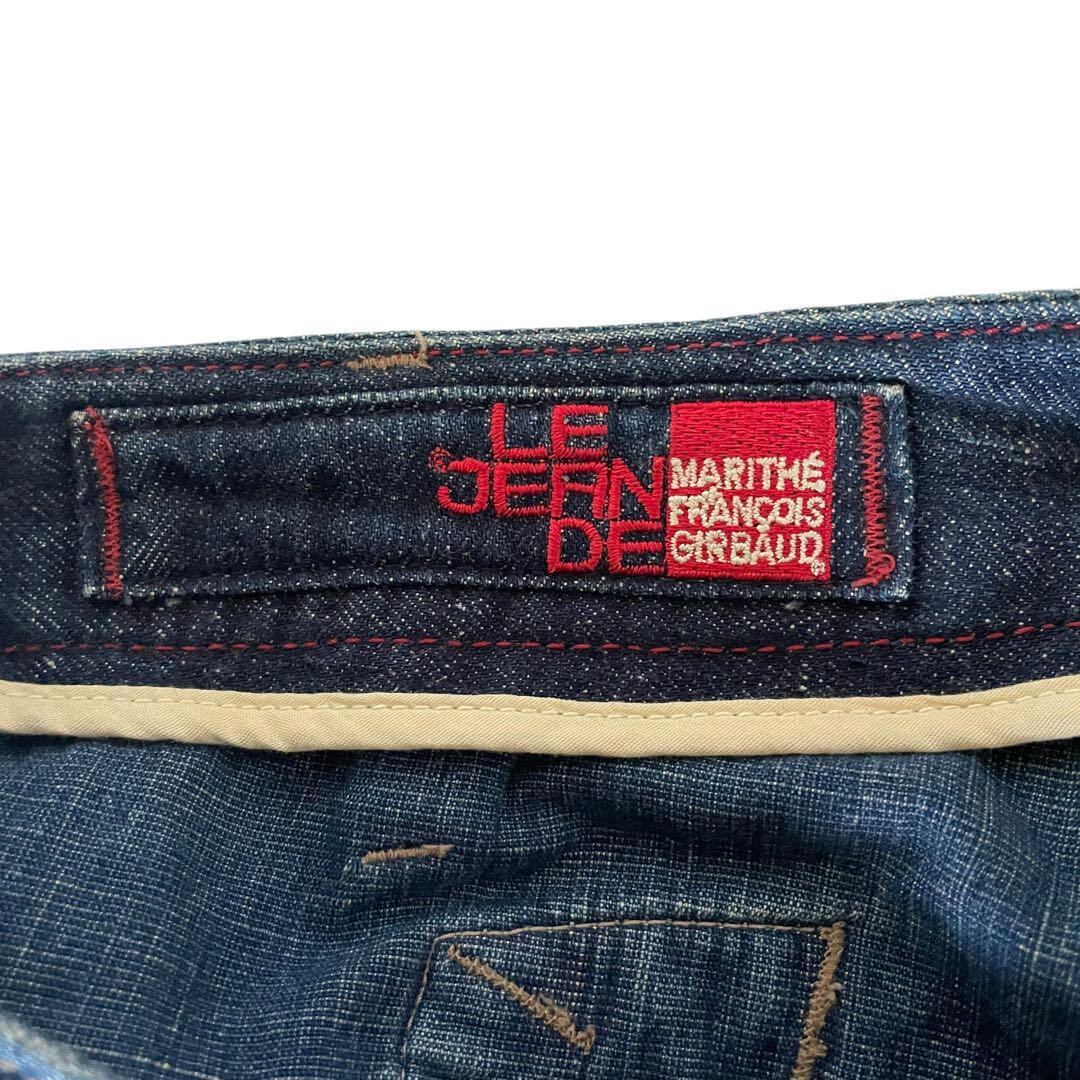 LE
® JEAN
DE
MARITHÉ
FRANÇOIS
GIRBAUD®